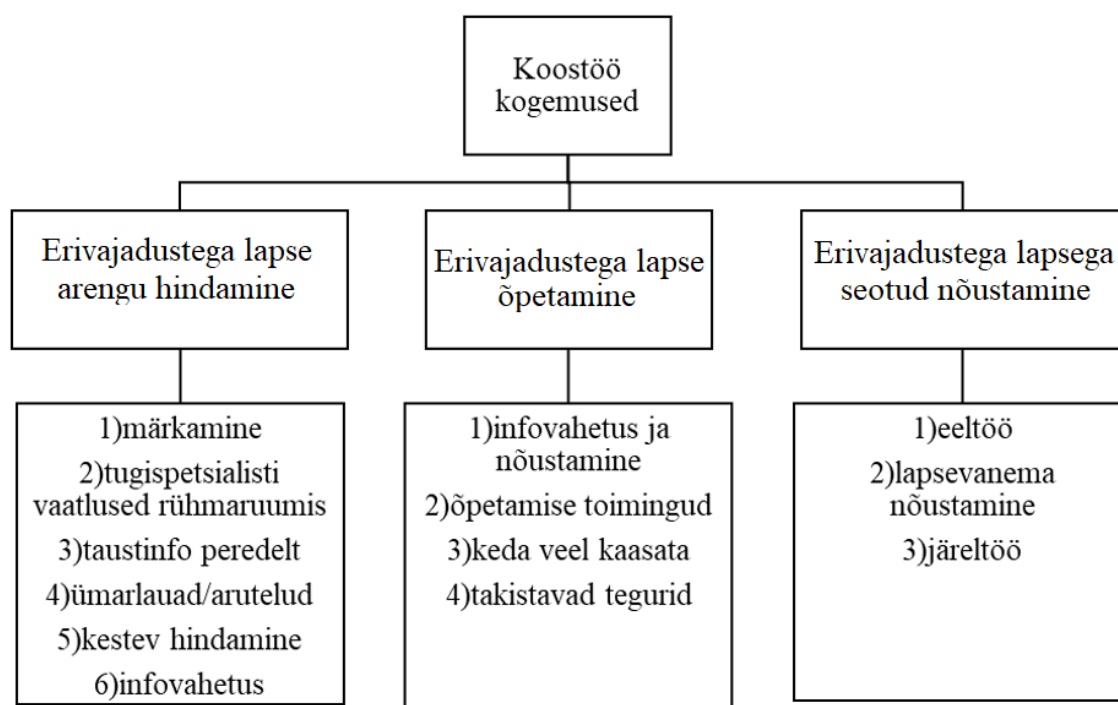 Koostöö
kogemused
Erivajadustega lapse
arengu hindamine
Erivajadustega lapse
õpetamine
Erivajadustega lapsega
seotud nõustamine
1)märkamine
2)tugispetsialisti
vaatlused rühmaruumis
3)taustinfo peredelt
4)ümarlauad/arutelud
5)kestev hindamine
6)infovahetus
1)infovahetus ja
nõustamine
2)õpetamise toimingud
3)keda veel kaasata
4)takistavad tegurid
1)eeltöö
2)lapsevanema
nõustamine
3)järeltöö